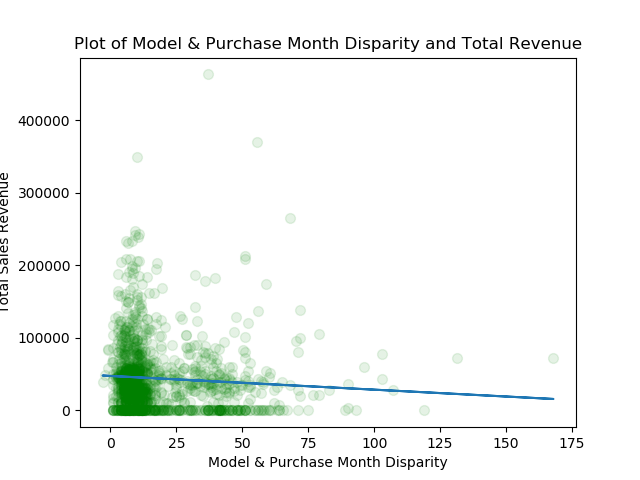 Plot of Model & Purchase Month Disparity and Total Revenue
Total Sales Revenue
400000
300000
200000
100000
0
0 25 50 75 100 125 150 175
Model & Purchase Month Disparity